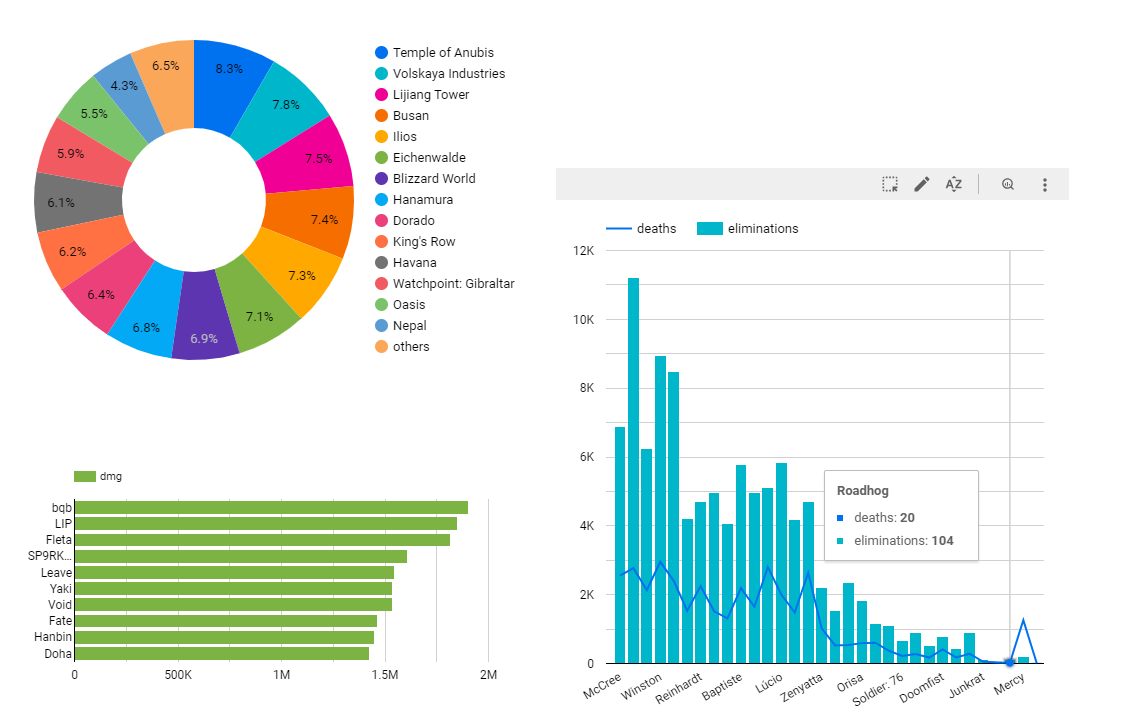 8.3%
7.8%
7.5%
7.4%
7.3%
7.1%
6.9%
6.8%
6.4%
6.2%
6.1%
5.9%
5.5%
4.3%
6.5%
Temple of Anubis
Volskaya Industries
Lijiang Tower
Busan
Ilios
Eichenwalde
Blizzard World
Hanamura
Dorado
King's Row
Havana
Watchpoint: Gibraltar
Oasis
Nepal
others
dmg
bqb
LIP
Fleta
SP9RK...
Leave
Yaki
Void
Fate
Hanbin
Doha
0 500K 1M 1.5M 2M
AZ
deaths eliminations
12K
10K
8K
6K
4K
2K
0
Roadhog
deaths: 20
eliminations: 104
McCree Winston Reinhardt Baptiste Lúcio Zenyatta Orisa Soldier: 76 Doomfist Junkrat Mercy